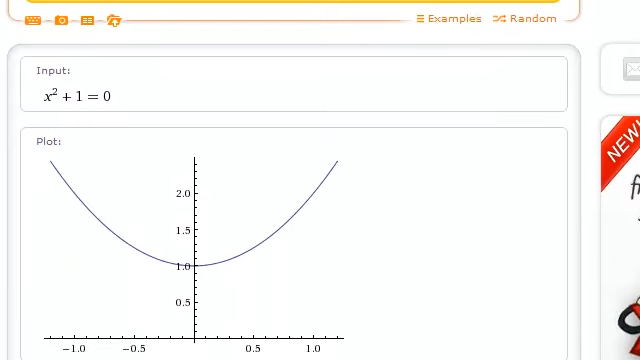 Examples Random
Input:
x² + 1 = 0
Plot:
2.0
1.5
1.0
0.5
−1.0 −0.5 0.5 1.0
NEW!